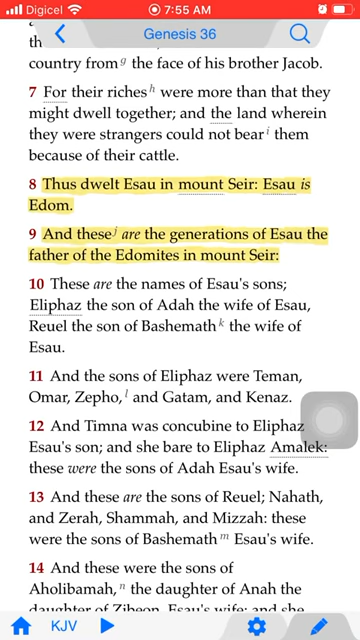 Digicel 7:55 AM
Genesis 36
country from g the face of his brother Jacob.
7 For their riches h were more than that they
might dwell together; and the land wherein
they were strangers could not bear i them
because of their cattle.
8 Thus dwelt Esau in mount Seir: Esau is
Edom.
9 And these j are the generations of Esau the
father of the Edomites in mount Seir:
10 These are the names of Esau's sons;
Eliphaz the son of Adah the wife of Esau,
Reuel the son of Bashemath k the wife of
Esau.
11 And the sons of Eliphaz were Teman,
Omar, Zepho, l and Gatam, and Kenaz.
12 And Timna was concubine to Eliphaz
Esau's son; and she bare to Eliphaz Amalek:
these were the sons of Adah Esau's wife.
13 And these are the sons of Reuel; Nahath,
and Zerah, Shammah, and Mizzah: these
were the sons of Bashemath m Esau's wife.
14 And these were the sons of
Aholibamah, n the daughter of Anah the
daughter of Zibeon, Esau's wife: and she
KJV